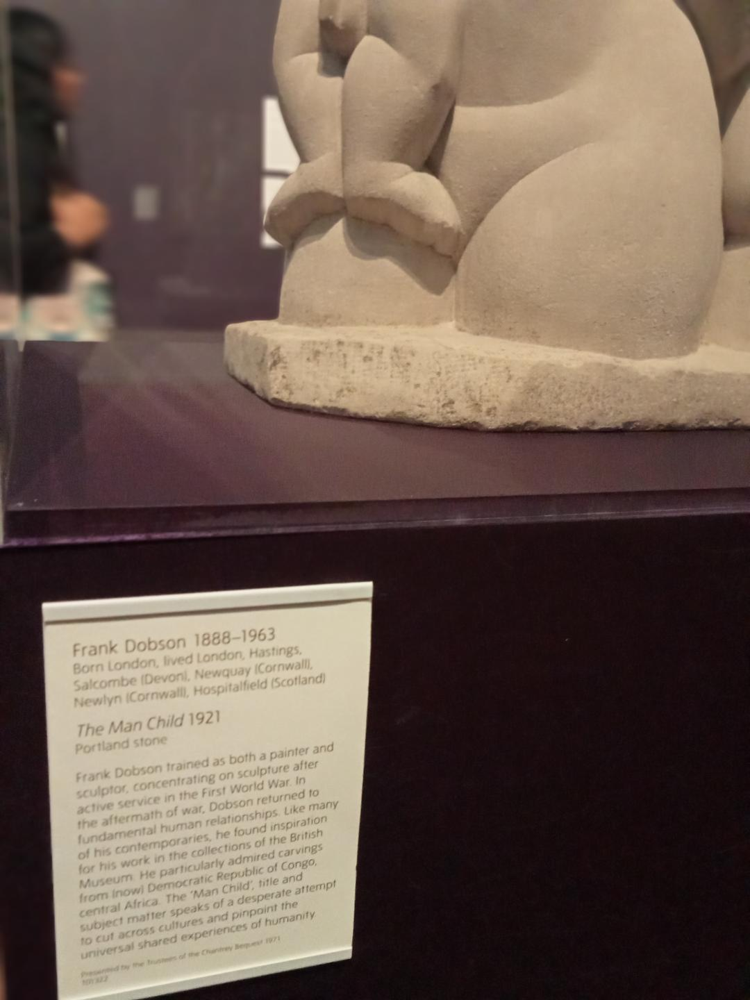 Frank Dobson 1888–1963
Born London, lived London, Hastings,
Salcombe (Devon), Newquay (Cornwall),
Newlyn (Cornwall), Hospitalfield (Scotland)
The Man Child 1921
Portland stone
Frank Dobson trained as both a painter and
sculptor, concentrating on sculpture after
active service in the First World War. In
the aftermath of war, Dobson returned to
fundamental human relationships. Like many
of his contemporaries, he found inspiration
for his work in the collections of the British
Museum. He particularly admired carvings
from (now) Democratic Republic of Congo,
central Africa. The ‘Man Child’, title and
subject matter speaks of a desperate attempt
to cut across cultures and pinpoint the
universal shared experiences of humanity.
Presented by the Trustees of the Chantrey Bequest 1971